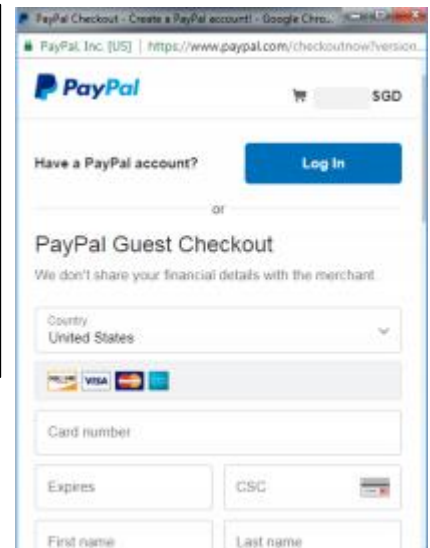 PayPal Checkout - Create a PayPal account! - Google Chro...
PayPal, Inc. [US] | https://www.paypal.com/checkoutnow?version...
PayPal
SGD
Have a PayPal account?
Log In
or
PayPal Guest Checkout
We don't share your financial details with the merchant.
Country
United States
VISA
Card number
Expires
CSC
First name
Last name